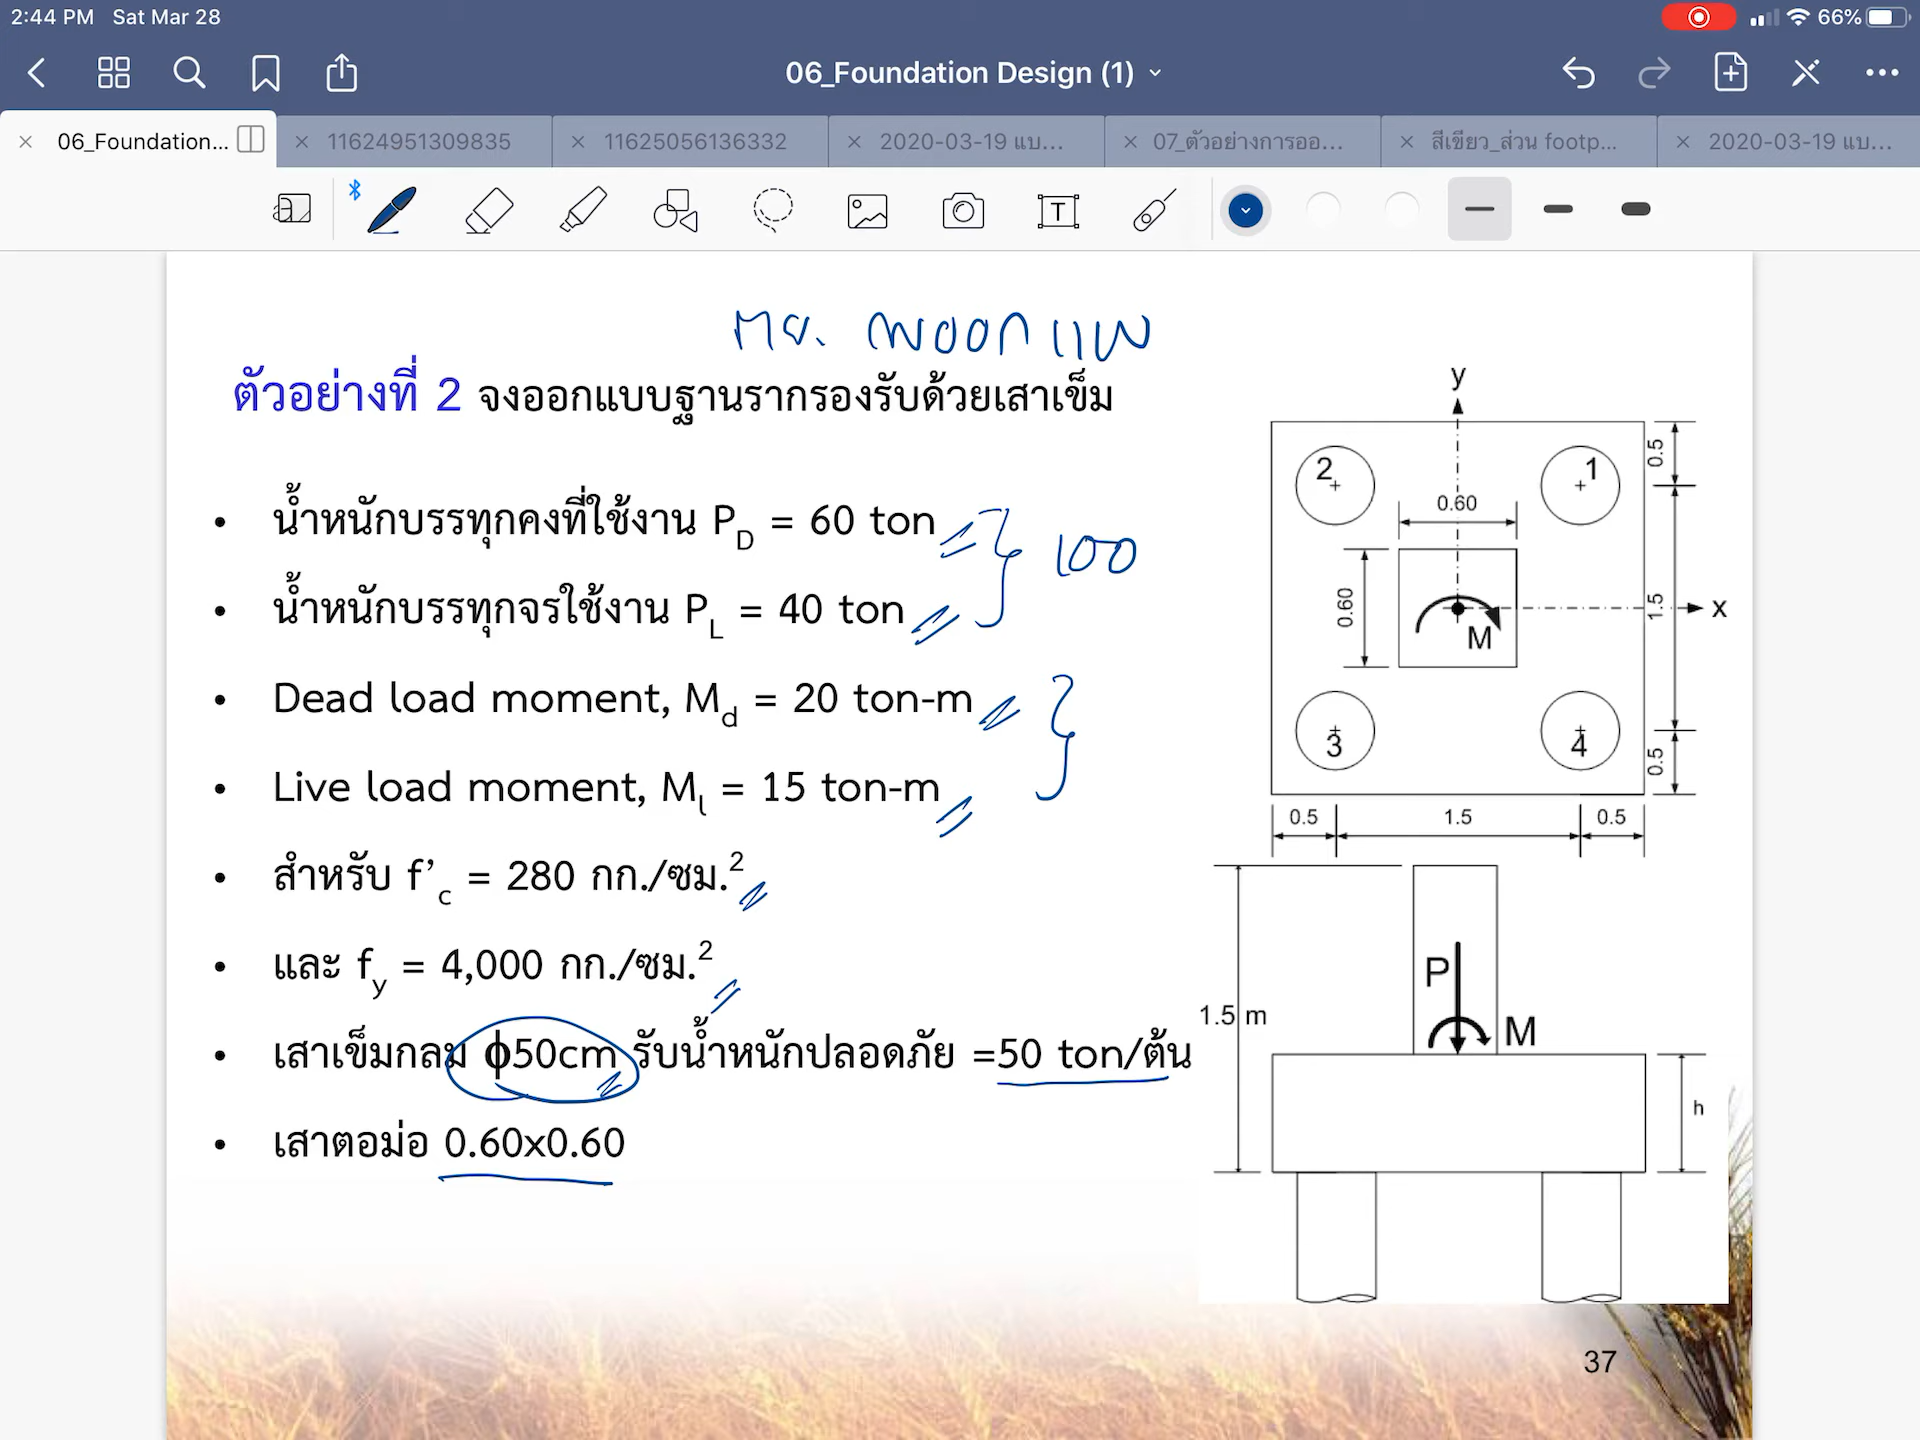 2:44 PM Sat Mar 28
66%
06_Foundation Design (1)
06_Foundation...
11624951309835
11625056136332
2020-03-19 แบ...
07_ตัวอย่างการออ...
สีเขียว_ส่วน footp...
2020-03-19 แบ...
ตัวอย่างที่ 2 จงออกแบบฐานรากรองรับด้วยเสาเข็ม
• น้ำหนักบรรทุกคงที่ใช้งาน P_D = 60 ton
100
• น้ำหนักบรรทุกจรใช้งาน P_L = 40 ton
• Dead load moment, M_d = 20 ton-m
• Live load moment, M_l = 15 ton-m
• สำหรับ f’_c = 280 กก./ซม.²
• และ f_y = 4,000 กก./ซม.²
• เสาเข็มกลม ϕ50cm รับน้ำหนักปลอดภัย =50 ton/ต้น
• เสาตอม่อ 0.60x0.60
y
2
1
0.5
0.60
0.60
1.5
x
M
3
4
0.5
0.5
1.5
0.5
P
1.5 m
M
h
37